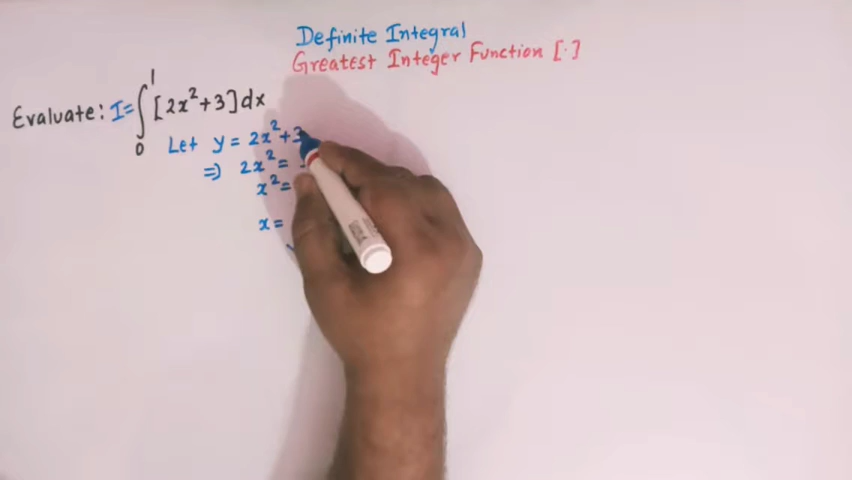 Definite Integral
Greatest Integer Function [·]
Evaluate: I = ∫₀¹ [2x²+3] dx
Let y = 2x²+3
⇒ 2x² =
x² =
x =